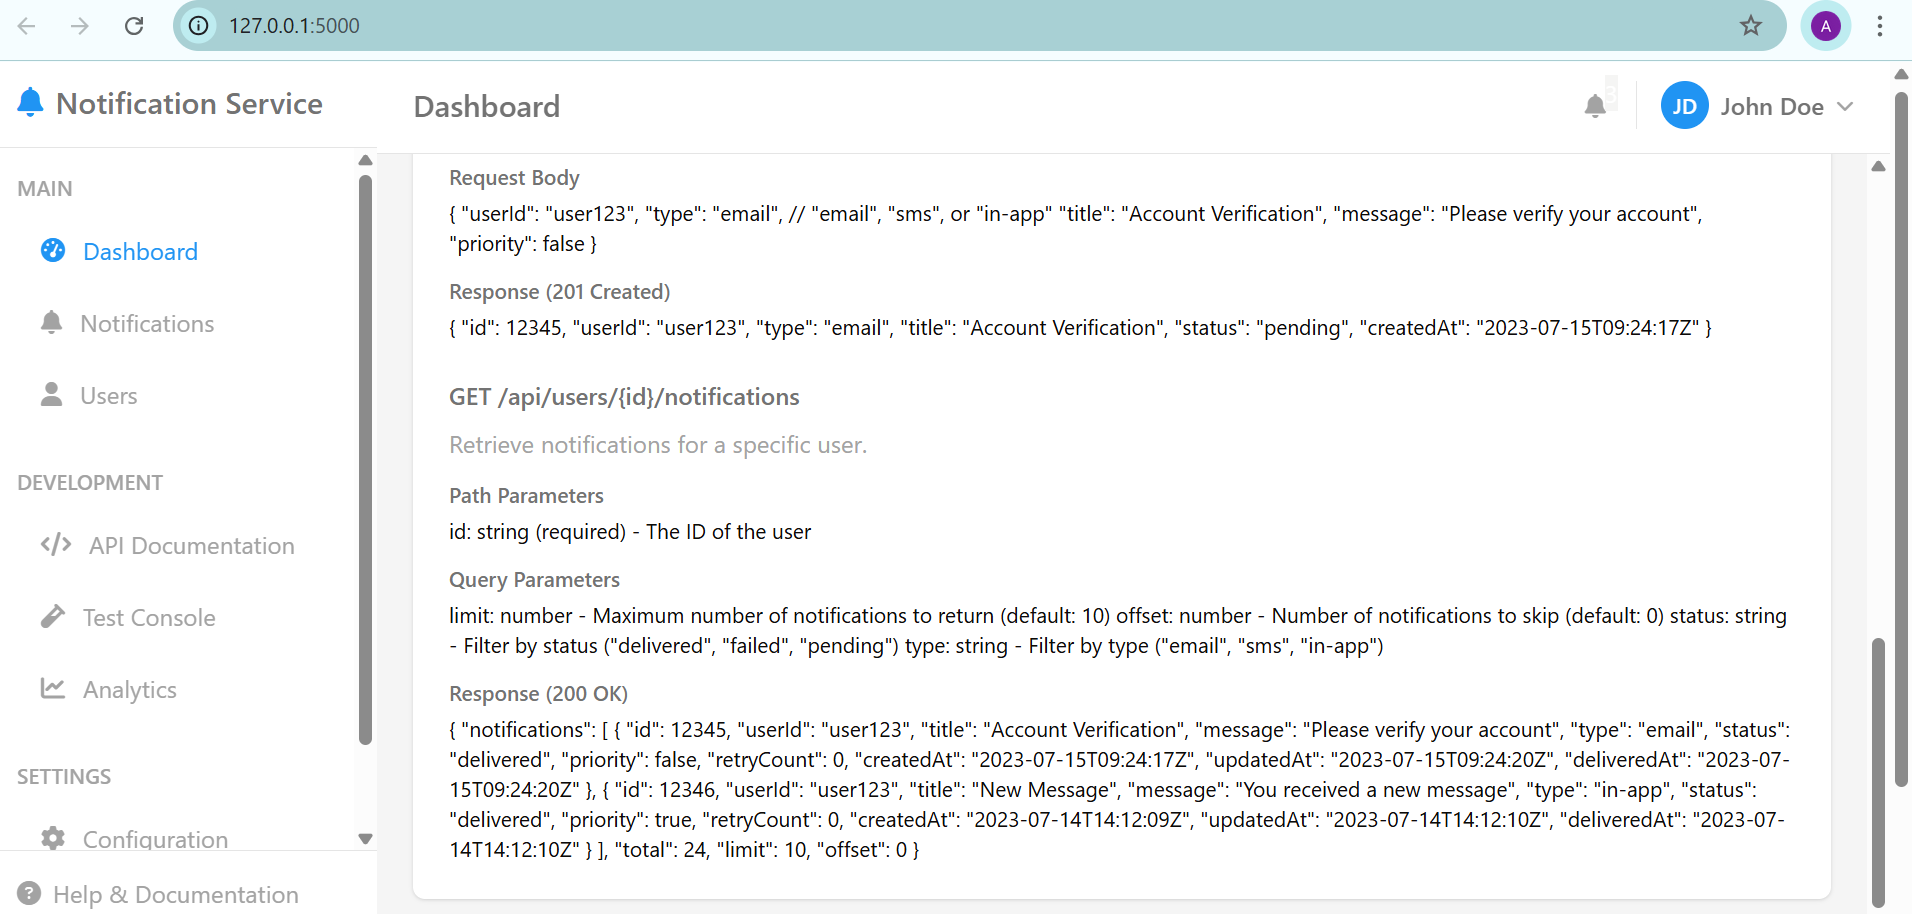 127.0.0.1:5000
A
Notification Service
Dashboard
3
JD
John Doe
MAIN
Dashboard
Notifications
Users
DEVELOPMENT
API Documentation
Test Console
Analytics
SETTINGS
Configuration
Help & Documentation
Request Body
{ "userId": "user123", "type": "email", // "email", "sms", or "in-app" "title": "Account Verification", "message": "Please verify your account",
"priority": false }
Response (201 Created)
{ "id": 12345, "userId": "user123", "type": "email", "title": "Account Verification", "status": "pending", "createdAt": "2023-07-15T09:24:17Z" }
GET /api/users/{id}/notifications
Retrieve notifications for a specific user.
Path Parameters
id: string (required) - The ID of the user
Query Parameters
limit: number - Maximum number of notifications to return (default: 10) offset: number - Number of notifications to skip (default: 0) status: string
- Filter by status ("delivered", "failed", "pending") type: string - Filter by type ("email", "sms", "in-app")
Response (200 OK)
{ "notifications": [ { "id": 12345, "userId": "user123", "title": "Account Verification", "message": "Please verify your account", "type": "email", "status":
"delivered", "priority": false, "retryCount": 0, "createdAt": "2023-07-15T09:24:17Z", "updatedAt": "2023-07-15T09:24:20Z", "deliveredAt": "2023-07-
15T09:24:20Z" }, { "id": 12346, "userId": "user123", "title": "New Message", "message": "You received a new message", "type": "in-app", "status":
"delivered", "priority": true, "retryCount": 0, "createdAt": "2023-07-14T14:12:09Z", "updatedAt": "2023-07-14T14:12:10Z", "deliveredAt": "2023-07-
14T14:12:10Z" } ], "total": 24, "limit": 10, "offset": 0 }